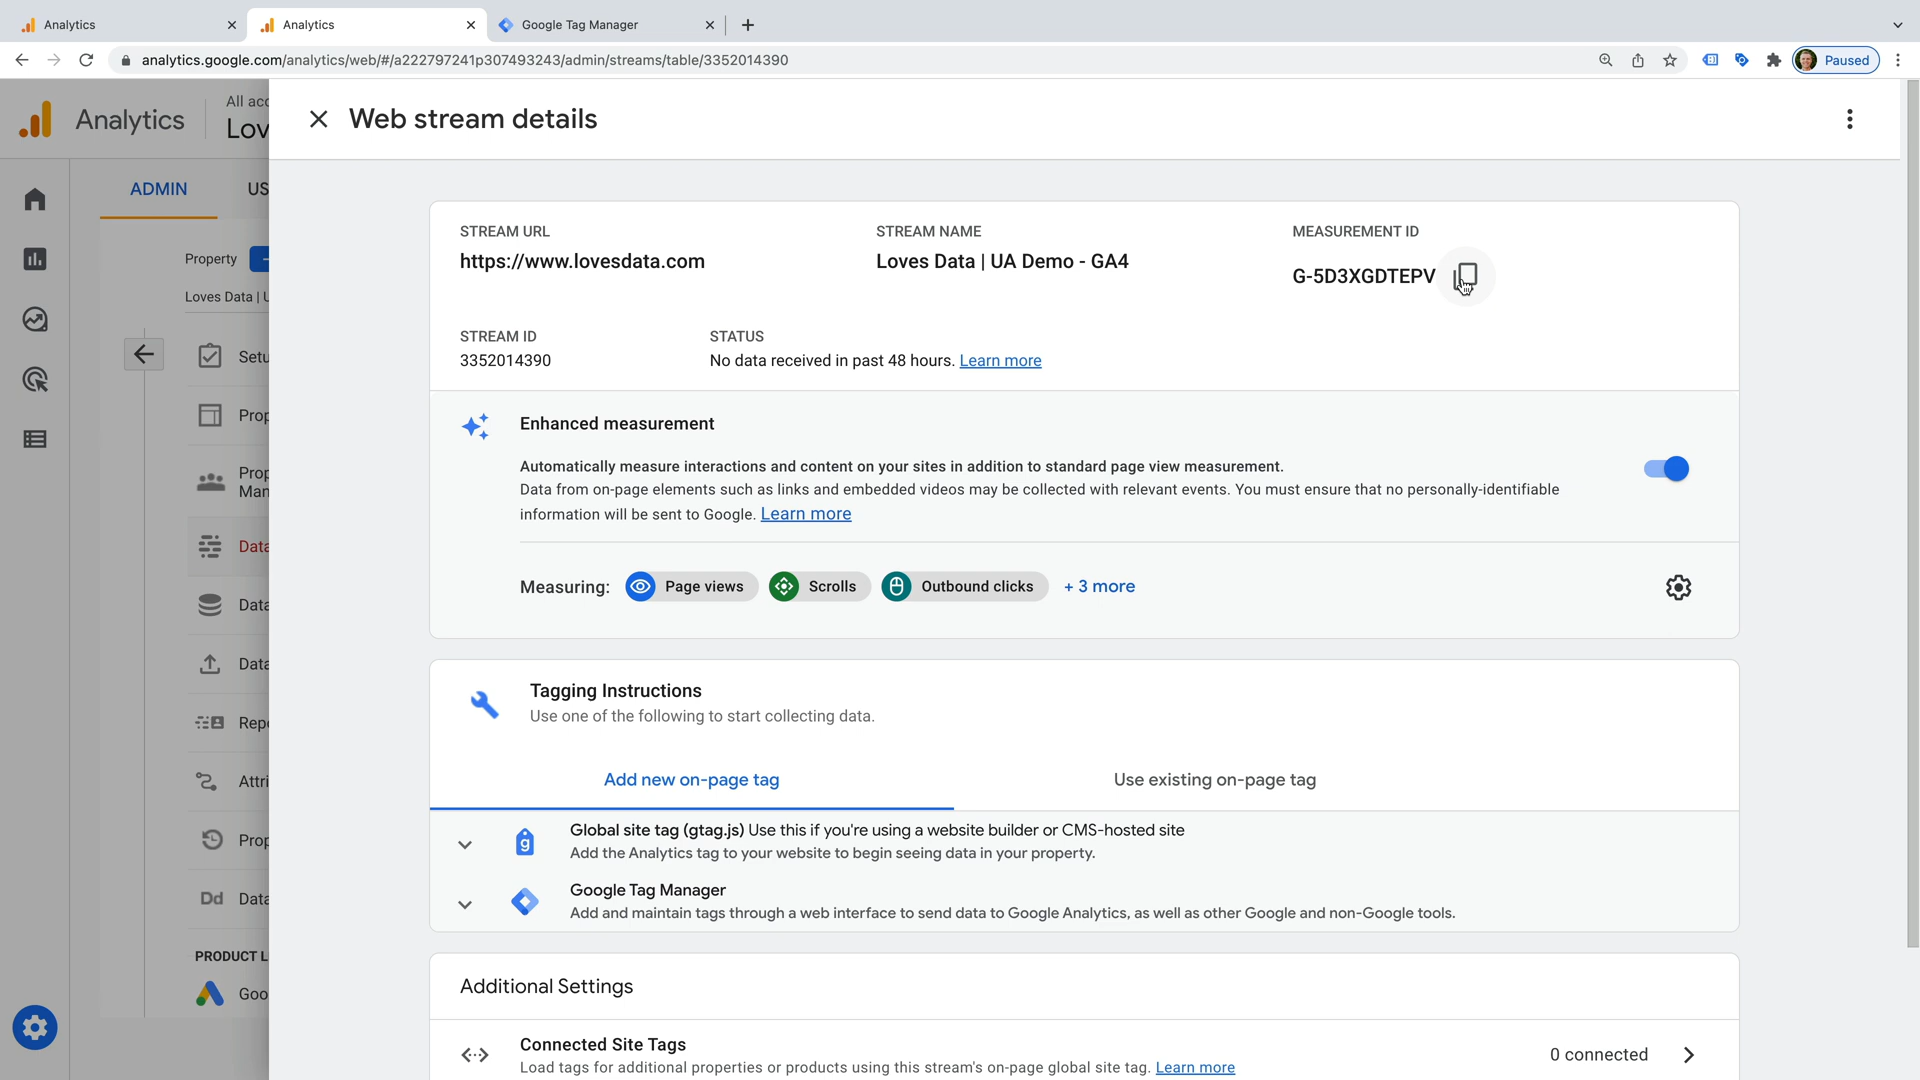 Analytics
Analytics
Google Tag Manager
analytics.google.com/analytics/web/#/a222797241p307493243/admin/streams/table/3352014390
Paused
Analytics
All acc
Lov
Web stream details
ADMIN
US
Property
Loves Data | U
Setu
Prop
Prop
Man
Data
Data
Data
Repo
Attri
Prop
Dd
Data
PRODUCT L
Goo
STREAM URL
https://www.lovesdata.com
STREAM NAME
Loves Data | UA Demo - GA4
MEASUREMENT ID
G-5D3XGDTEPV
STREAM ID
3352014390
STATUS
No data received in past 48 hours. Learn more
Enhanced measurement
Automatically measure interactions and content on your sites in addition to standard page view measurement.
Data from on-page elements such as links and embedded videos may be collected with relevant events. You must ensure that no personally-identifiable
information will be sent to Google. Learn more
Measuring: Page views Scrolls Outbound clicks + 3 more
Tagging Instructions
Use one of the following to start collecting data.
Add new on-page tag
Use existing on-page tag
g
Global site tag (gtag.js) Use this if you're using a website builder or CMS-hosted site
Add the Analytics tag to your website to begin seeing data in your property.
Google Tag Manager
Add and maintain tags through a web interface to send data to Google Analytics, as well as other Google and non-Google tools.
Additional Settings
Connected Site Tags
Load tags for additional properties or products using this stream's on-page global site tag. Learn more
0 connected